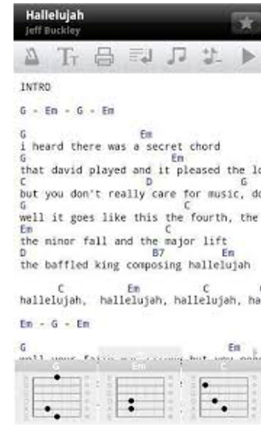 Hallelujah
Jeff Buckley
INTRO
G - Em - G - Em
G Em
i heard there was a secret chord
G Em
that david played and it pleased the
C D G
but you don't really care for music,
G C
well it goes like this the fourth, the
Em C
the minor fall and the major lift
D B7 Em
the baffled king composing hallelujah
C Em C
hallelujah, hallelujah, hallelujah,
Em - G - Em
G Em
G Em C